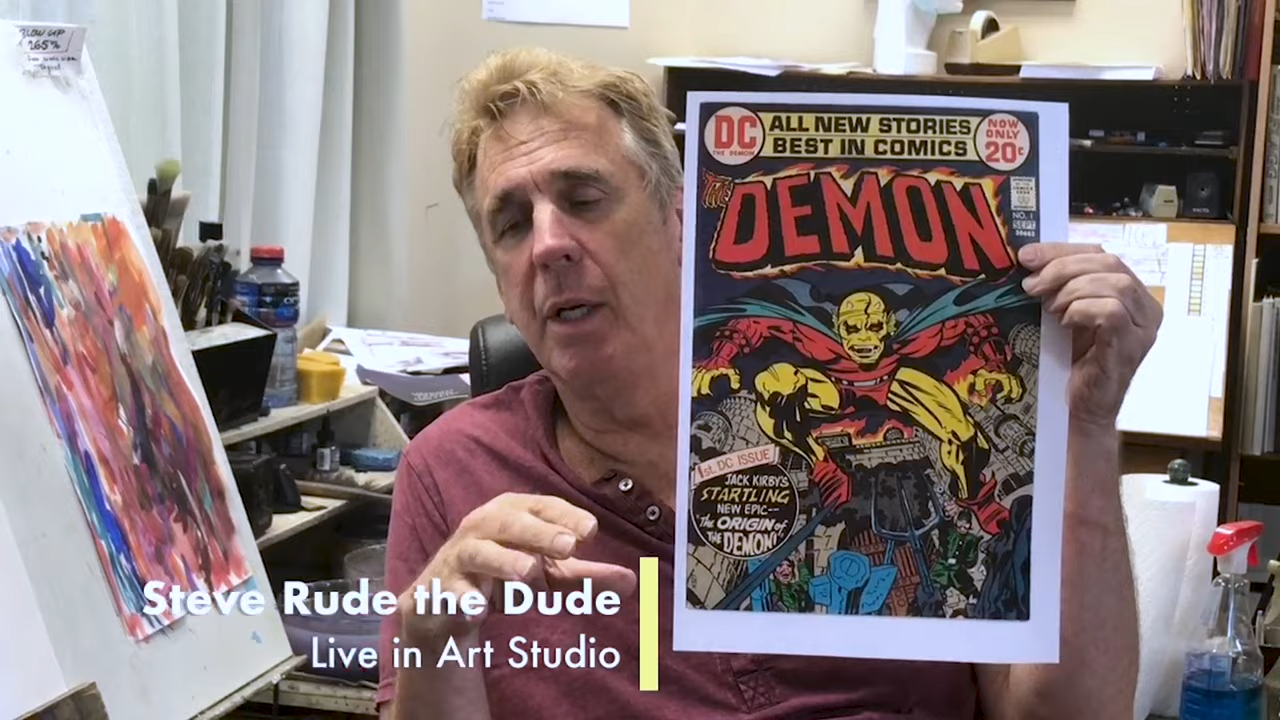 265%
DC
THE DEMON
ALL NEW STORIES
BEST IN COMICS
NOW
ONLY
20¢
THE
DEMON
NO. 1
SEPT.
30662
1st. DC ISSUE
JACK KIRBY'S
STARTLING
NEW EPIC--
"THE ORIGIN of
THE DEMON!"
Steve Rude the Dude
Live in Art Studio